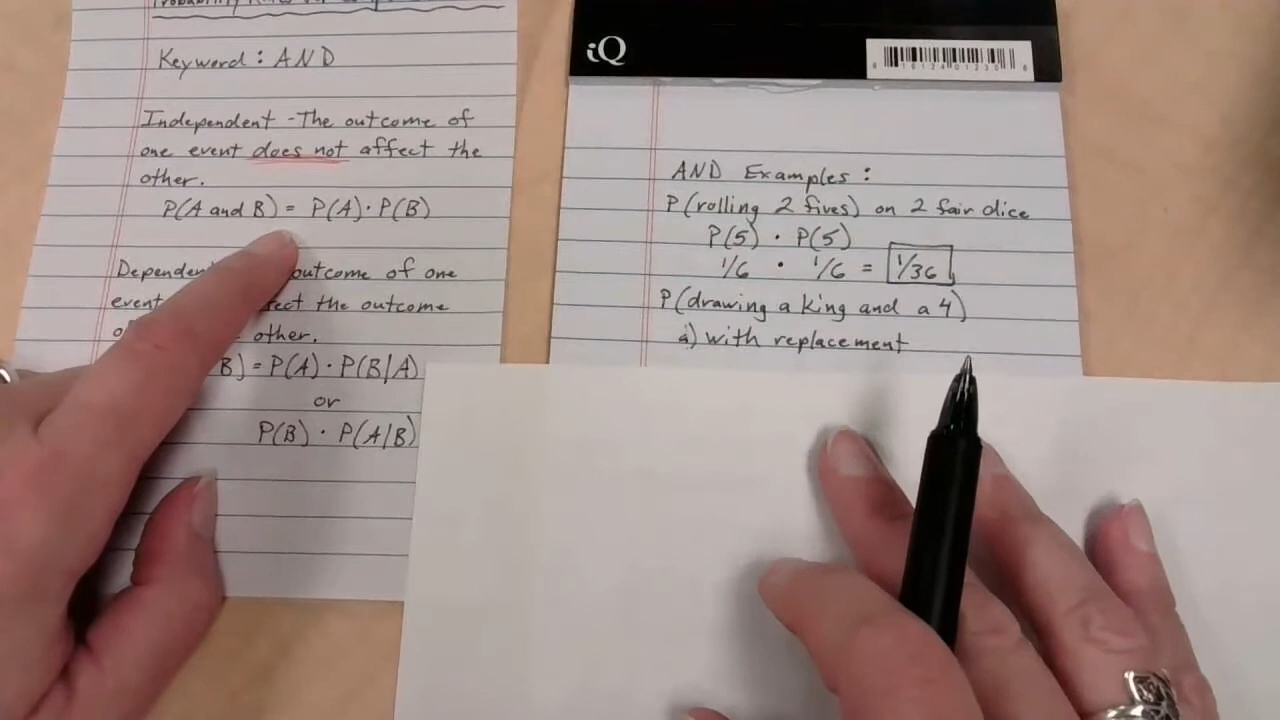 Keyword: AND
Independent - The outcome of
one event does not affect the
other.
P(A and B) = P(A) · P(B)
outcome of one
event the outcome
other.
B) = P(A) · P(B|A)
or
P(B) · P(A|B)
iQ
AND Examples:
P(rolling 2 fives) on 2 fair dice
P(5) · P(5)
1/6 · 1/6 = 1/36
P(drawing a king and a 4)
a) with replacement